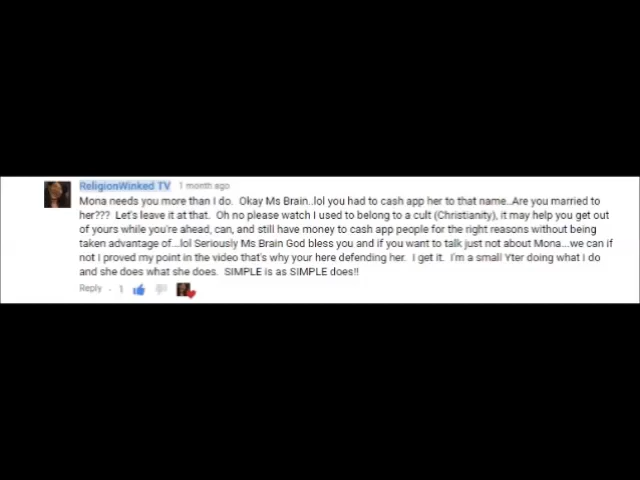 ReligionWinked TV 1 month ago
Mona needs you more than I do. Okay Ms Brain..lol you had to cash app her to that name..Are you married to
her??? Let's leave it at that. Oh no please watch I used to belong to a cult (Christianity), it may help you get out
of yours while you're ahead, can, and still have money to cash app people for the right reasons without being
taken advantage of...lol Seriously Ms Brain God bless you and if you want to talk just not about Mona...we can if
not I proved my point in the video that's why your here defending her. I get it. I'm a small Yter doing what I do
and she does what she does. SIMPLE is as SIMPLE does!!
Reply · 1